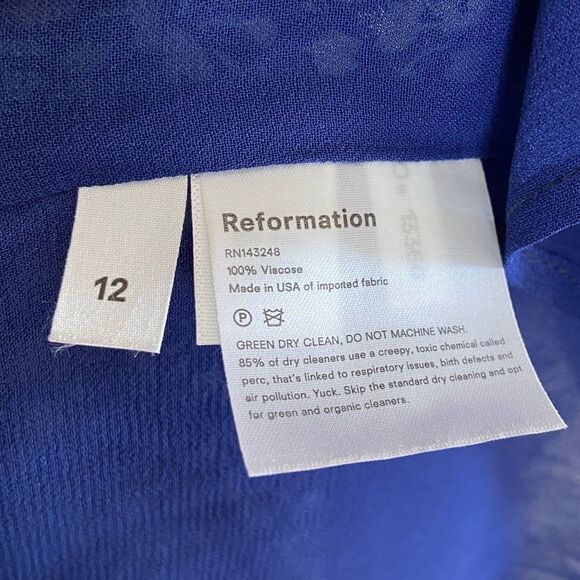 12
Reformation
RN143248
100% Viscose
Made in USA of imported fabric
P
GREEN DRY CLEAN, DO NOT MACHINE WASH.
85% of dry cleaners use a creepy, toxic chemical called
perc, that's linked to respiratory issues, birth defects and
air pollution. Yuck. Skip the standard dry cleaning and opt
for green and organic cleaners.